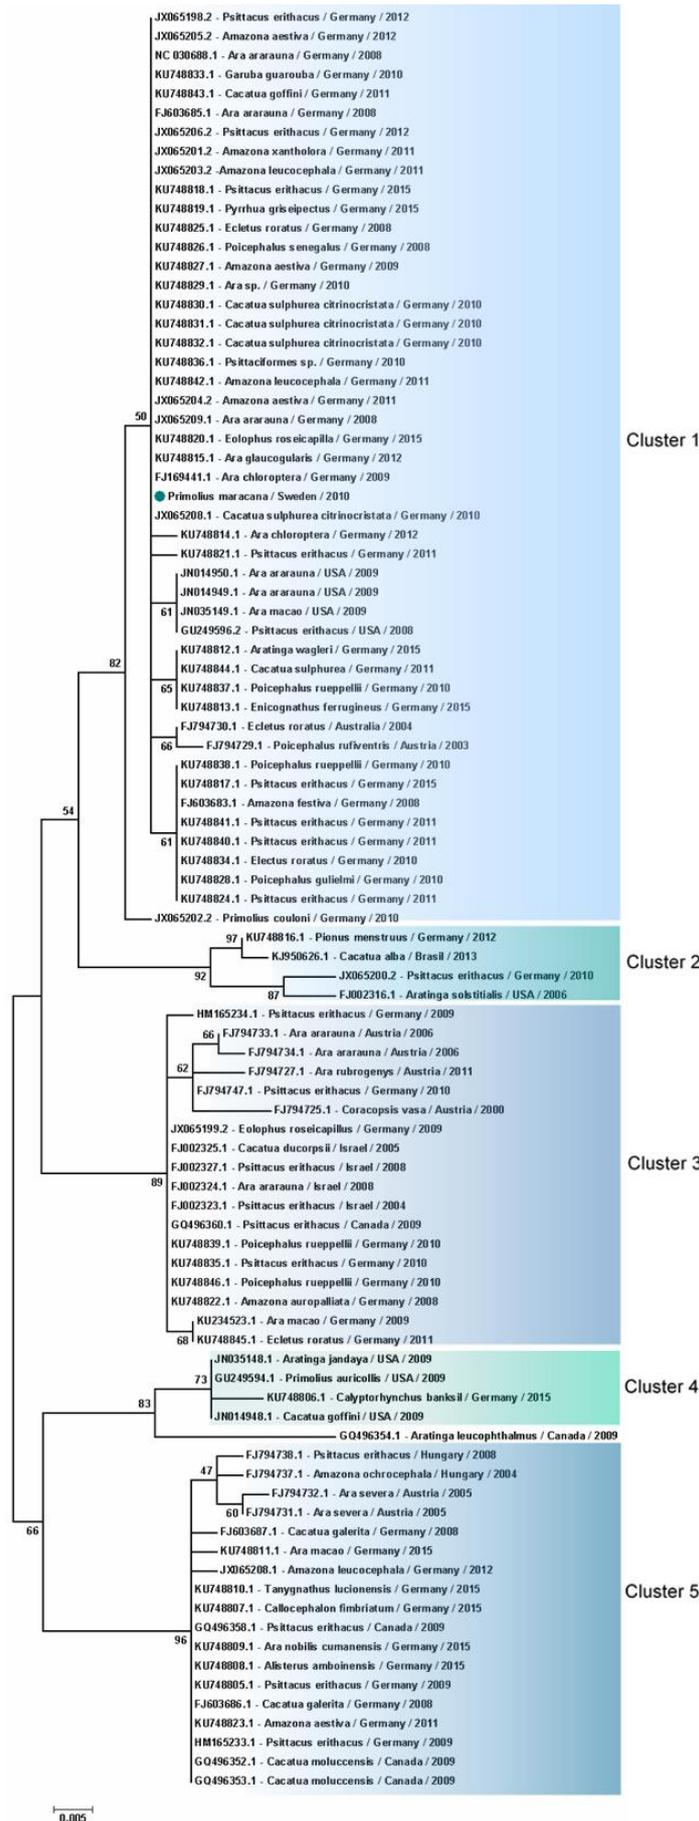 JX065198.2 - Psittacus erithacus / Germany / 2012
JX065205.2 - Amazona aestiva / Germany / 2012
NC 030688.1 - Ara ararauna / Germany / 2008
KU748833.1 - Garuba guarouba / Germany / 2010
KU748843.1 - Cacatua goffini / Germany / 2011
FJ603685.1 - Ara ararauna / Germany / 2008
JX065206.2 - Psittacus erithacus / Germany / 2012
JX065201.2 - Amazona xantholora / Germany / 2011
JX065203.2 -Amazona leucocephala / Germany / 2011
KU748818.1 - Psittacus erithacus / Germany / 2015
KU748819.1 - Pyrrhua griseipectus / Germany / 2015
KU748825.1 - Ecletus roratus / Germany / 2008
KU748826.1 - Poicephalus senegalus / Germany / 2008
KU748827.1 - Amazona aestiva / Germany / 2009
KU748829.1 - Ara sp. / Germany / 2010
KU748830.1 - Cacatua sulphurea citrinocristata / Germany / 2010
KU748831.1 - Cacatua sulphurea citrinocristata / Germany / 2010
KU748832.1 - Cacatua sulphurea citrinocristata / Germany / 2010
KU748836.1 - Psittaciformes sp. / Germany / 2010
KU748842.1 - Amazona leucocephala / Germany / 2011
JX065204.2 - Amazona aestiva / Germany / 2011
50
JX065209.1 - Ara ararauna / Germany / 2008
KU748820.1 - Eolophus roseicapilla / Germany / 2015
Cluster 1
KU748815.1 - Ara glaucogularis / Germany / 2012
FJ169441.1 - Ara chloroptera / Germany / 2009
Primolius maracana / Sweden / 2010
JX065208.1 - Cacatua sulphurea citrinocristata / Germany / 2010
KU748814.1 - Ara chloroptera / Germany / 2012
KU748821.1 - Psittacus erithacus / Germany / 2011
JN014950.1 - Ara ararauna / USA / 2009
JN014949.1 - Ara ararauna / USA / 2009
61
JN035149.1 - Ara macao / USA / 2009
GU249596.2 - Psittacus erithacus / USA / 2008
KU748812.1 - Aratinga wagleri / Germany / 2015
82
KU748844.1 - Cacatua sulphurea / Germany / 2011
65
KU748837.1 - Poicephalus rueppellii / Germany / 2010
KU748813.1 - Enicognathus ferrugineus / Germany / 2015
FJ794730.1 - Ecletus roratus / Australia / 2004
66
FJ794729.1 - Poicephalus rufiventris / Austria / 2003
KU748838.1 - Poicephalus rueppellii / Germany / 2010
KU748817.1 - Psittacus erithacus / Germany / 2015
FJ603683.1 - Amazona festiva / Germany / 2008
54
KU748841.1 - Psittacus erithacus / Germany / 2011
61
KU748840.1 - Psittacus erithacus / Germany / 2011
KU748834.1 - Electus roratus / Germany / 2010
KU748828.1 - Poicephalus gulielmi / Germany / 2010
KU748824.1 - Psittacus erithacus / Germany / 2011
JX065202.2 - Primolius couloni / Germany / 2010
97
KU748816.1 - Pionus menstruus / Germany / 2012
KJ950626.1 - Cacatua alba / Brasil / 2013
Cluster 2
92
JX065200.2 - Psittacus erithacus / Germany / 2010
87
FJ002316.1 - Aratinga solstitialis / USA / 2006
HM165234.1 - Psittacus erithacus / Germany / 2009
66
FJ794733.1 - Ara ararauna / Austria / 2006
FJ794734.1 - Ara ararauna / Austria / 2006
62
FJ794727.1 - Ara rubrogenys / Austria / 2011
FJ794747.1 - Psittacus erithacus / Germany / 2010
FJ794725.1 - Coracopsis vasa / Austria / 2000
JX065199.2 - Eolophus roseicapillus / Germany / 2009
FJ002325.1 - Cacatua ducorpsii / Israel / 2005
Cluster 3
FJ002327.1 - Psittacus erithacus / Israel / 2008
89
FJ002324.1 - Ara ararauna / Israel / 2008
FJ002323.1 - Psittacus erithacus / Israel / 2004
GQ496360.1 - Psittacus erithacus / Canada / 2009
KU748839.1 - Poicephalus rueppellii / Germany / 2010
KU748835.1 - Psittacus erithacus / Germany / 2010
KU748846.1 - Poicephalus rueppellii / Germany / 2010
KU748822.1 - Amazona auropalliata / Germany / 2008
KU234523.1 - Ara macao / Germany / 2009
68
KU748845.1 - Ecletus roratus / Germany / 2011
JN035148.1 - Aratinga jandaya / USA / 2009
73
GU249594.1 - Primolius auricollis / USA / 2009
Cluster 4
83
KU748806.1 - Calyptorhynchus banksil / Germany / 2015
JN014948.1 - Cacatua goffini / USA / 2009
GQ496354.1 - Aratinga leucophthalmus / Canada / 2009
FJ794738.1 - Psittacus erithacus / Hungary / 2008
47
FJ794737.1 - Amazona ochrocephala / Hungary / 2004
FJ794732.1 - Ara severa / Austria / 2005
60
FJ794731.1 - Ara severa / Austria / 2005
66
FJ603687.1 - Cacatua galerita / Germany / 2008
KU748811.1 - Ara macao / Germany / 2015
JX065208.1 - Amazona leucocephala / Germany / 2012
Cluster 5
KU748810.1 - Tanygnathus lucionensis / Germany / 2015
KU748807.1 - Callocephalon fimbriatum / Germany / 2015
GQ496358.1 - Psittacus erithacus / Canada / 2009
96
KU748809.1 - Ara nobilis cumanensis / Germany / 2015
KU748808.1 - Alisterus amboinensis / Germany / 2015
KU748805.1 - Psittacus erithacus / Germany / 2009
FJ603686.1 - Cacatua galerita / Germany / 2008
KU748823.1 - Amazona aestiva / Germany / 2011
HM165233.1 - Psittacus erithacus / Germany / 2009
GQ496352.1 - Cacatua moluccensis / Canada / 2009
GQ496353.1 - Cacatua moluccensis / Canada / 2009
0.005